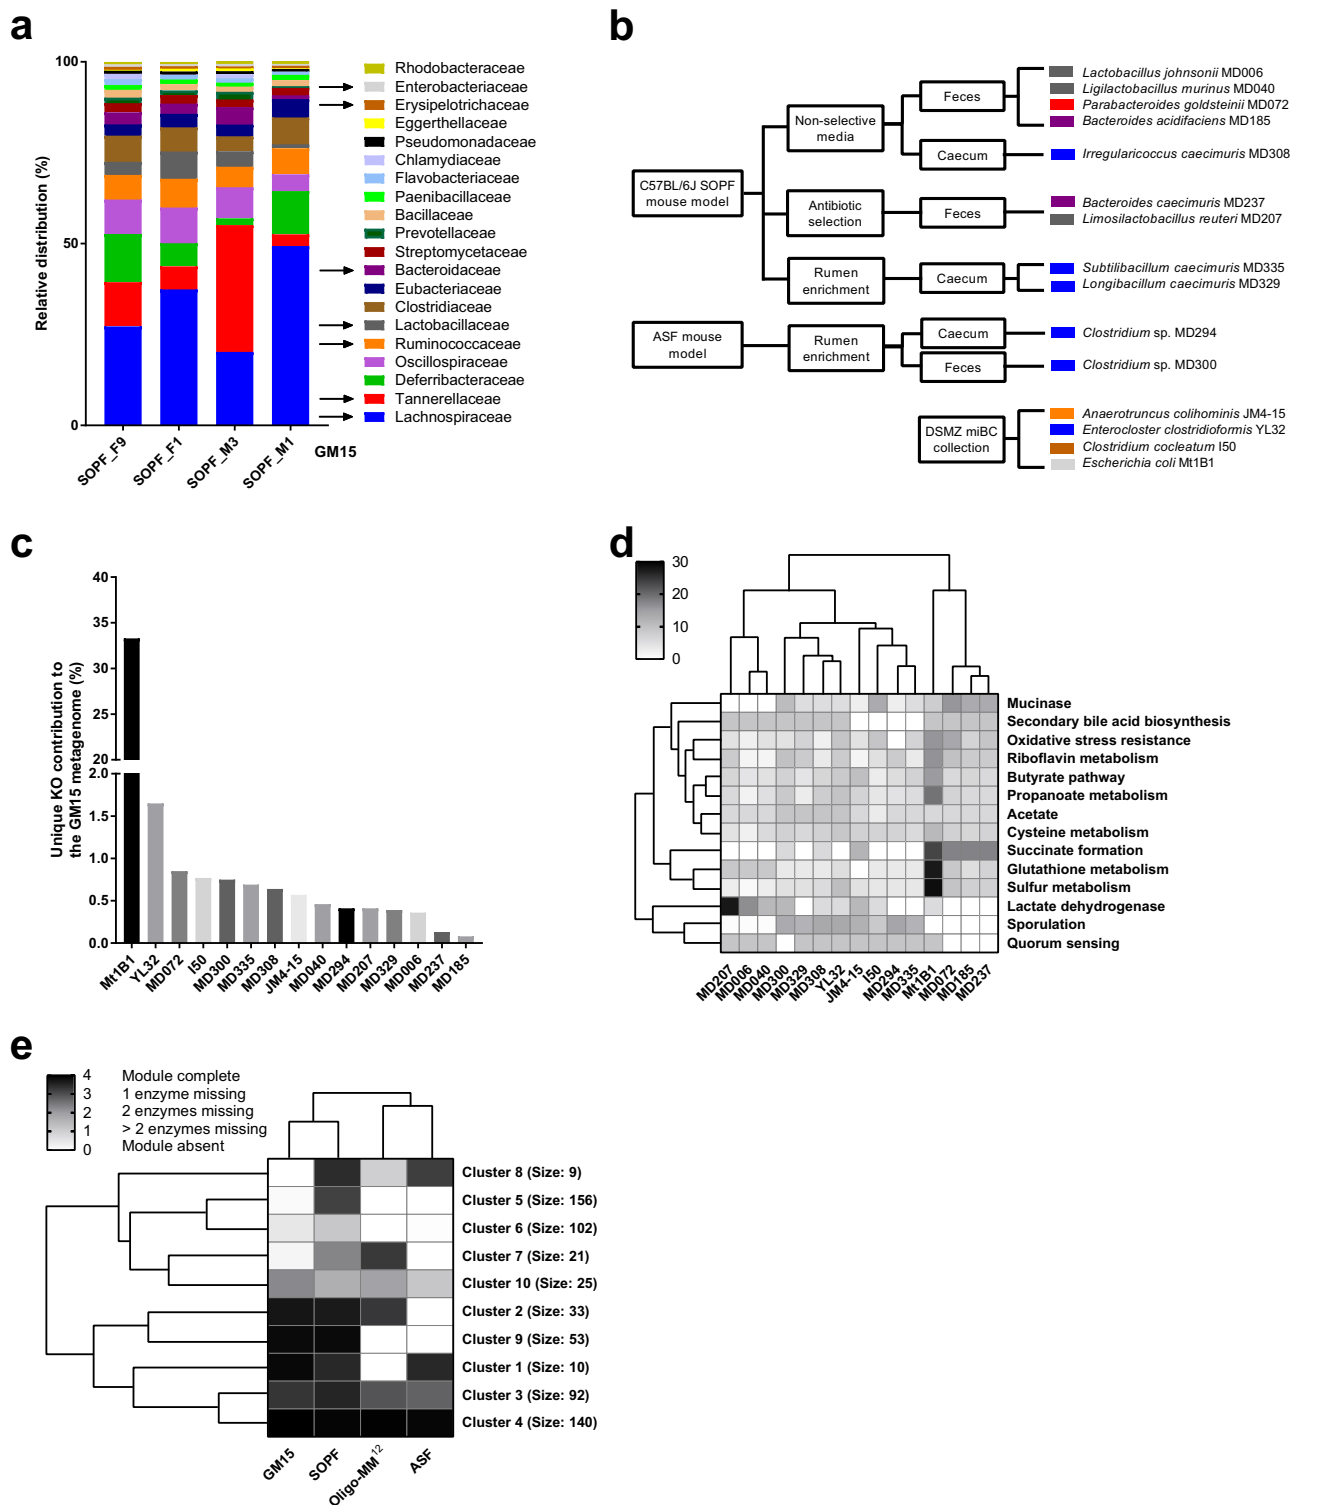 a
100
50
0
Relative distribution (%)
SOPF_F9
SOPF_F1
SOPF_M3
SOPF_M1
GM15
Rhodobacteraceae
Enterobacteriaceae
Erysipelotrichaceae
Eggerthellaceae
Pseudomonadaceae
Chlamydiaceae
Flavobacteriaceae
Paenibacillaceae
Bacillaceae
Prevotellaceae
Streptomycetaceae
Bacteroidaceae
Eubacteriaceae
Clostridiaceae
Lactobacillaceae
Ruminococcaceae
Oscillospiraceae
Deferribacteraceae
Tannerellaceae
Lachnospiraceae
b
C57BL/6J SOPF
mouse model
Non-selective
media
Feces
Caecum
Antibiotic
selection
Feces
Rumen
enrichment
Caecum
ASF mouse
model
Rumen
enrichment
Caecum
Feces
DSMZ miBC
collection
Lactobacillus johnsonii MD006
Ligilactobacillus murinus MD040
Parabacteroides goldsteinii MD072
Bacteroides acidifaciens MD185
Irregularicoccus caecimuris MD308
Bacteroides caecimuris MD237
Limosilactobacillus reuteri MD207
Subtilibacillum caecimuris MD335
Longibacillum caecimuris MD329
Clostridium sp. MD294
Clostridium sp. MD300
Anaerotruncus colihominis JM4-15
Enterocloster clostridioformis YL32
Clostridium cocleatum I50
Escherichia coli Mt1B1
c
Unique KO contribution to
the GM15 metagenome (%)
40
35
30
25
20
2.0
1.5
1.0
0.5
0.0
Mt1B1
YL32
MD072
I50
MD300
MD335
MD308
JM4-15
MD040
MD294
MD207
MD329
MD006
MD237
MD185
d
30
20
10
0
Mucinase
Secondary bile acid biosynthesis
Oxidative stress resistance
Riboflavin metabolism
Butyrate pathway
Propanoate metabolism
Acetate
Cysteine metabolism
Succinate formation
Glutathione metabolism
Sulfur metabolism
Lactate dehydrogenase
Sporulation
Quorum sensing
MD207
MD006
MD040
MD300
MD329
MD308
YL32
JM4-15
I50
MD294
MD335
Mt1B1
MD072
MD185
MD237
e
4 Module complete
3 1 enzyme missing
2 2 enzymes missing
1 > 2 enzymes missing
0 Module absent
Cluster 8 (Size: 9)
Cluster 5 (Size: 156)
Cluster 6 (Size: 102)
Cluster 7 (Size: 21)
Cluster 10 (Size: 25)
Cluster 2 (Size: 33)
Cluster 9 (Size: 53)
Cluster 1 (Size: 10)
Cluster 3 (Size: 92)
Cluster 4 (Size: 140)
GM15
SOPF
Oligo-MM¹²
ASF